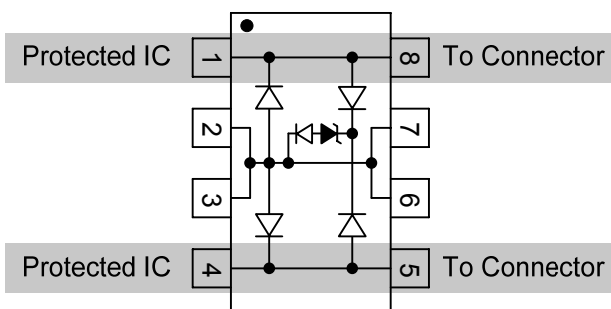 Protected IC 1 8 To Connector
2 7
3 6
Protected IC 4 5 To Connector